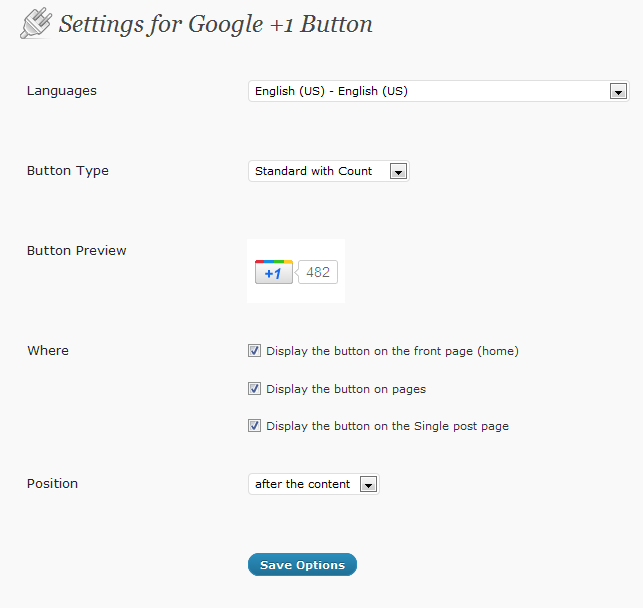 Settings for Google +1 Button
Languages
English (US) - English (US)
Button Type
Standard with Count
Button Preview
+1 482
Where
Display the button on the front page (home)
Display the button on pages
Display the button on the Single post page
Position
after the content
Save Options